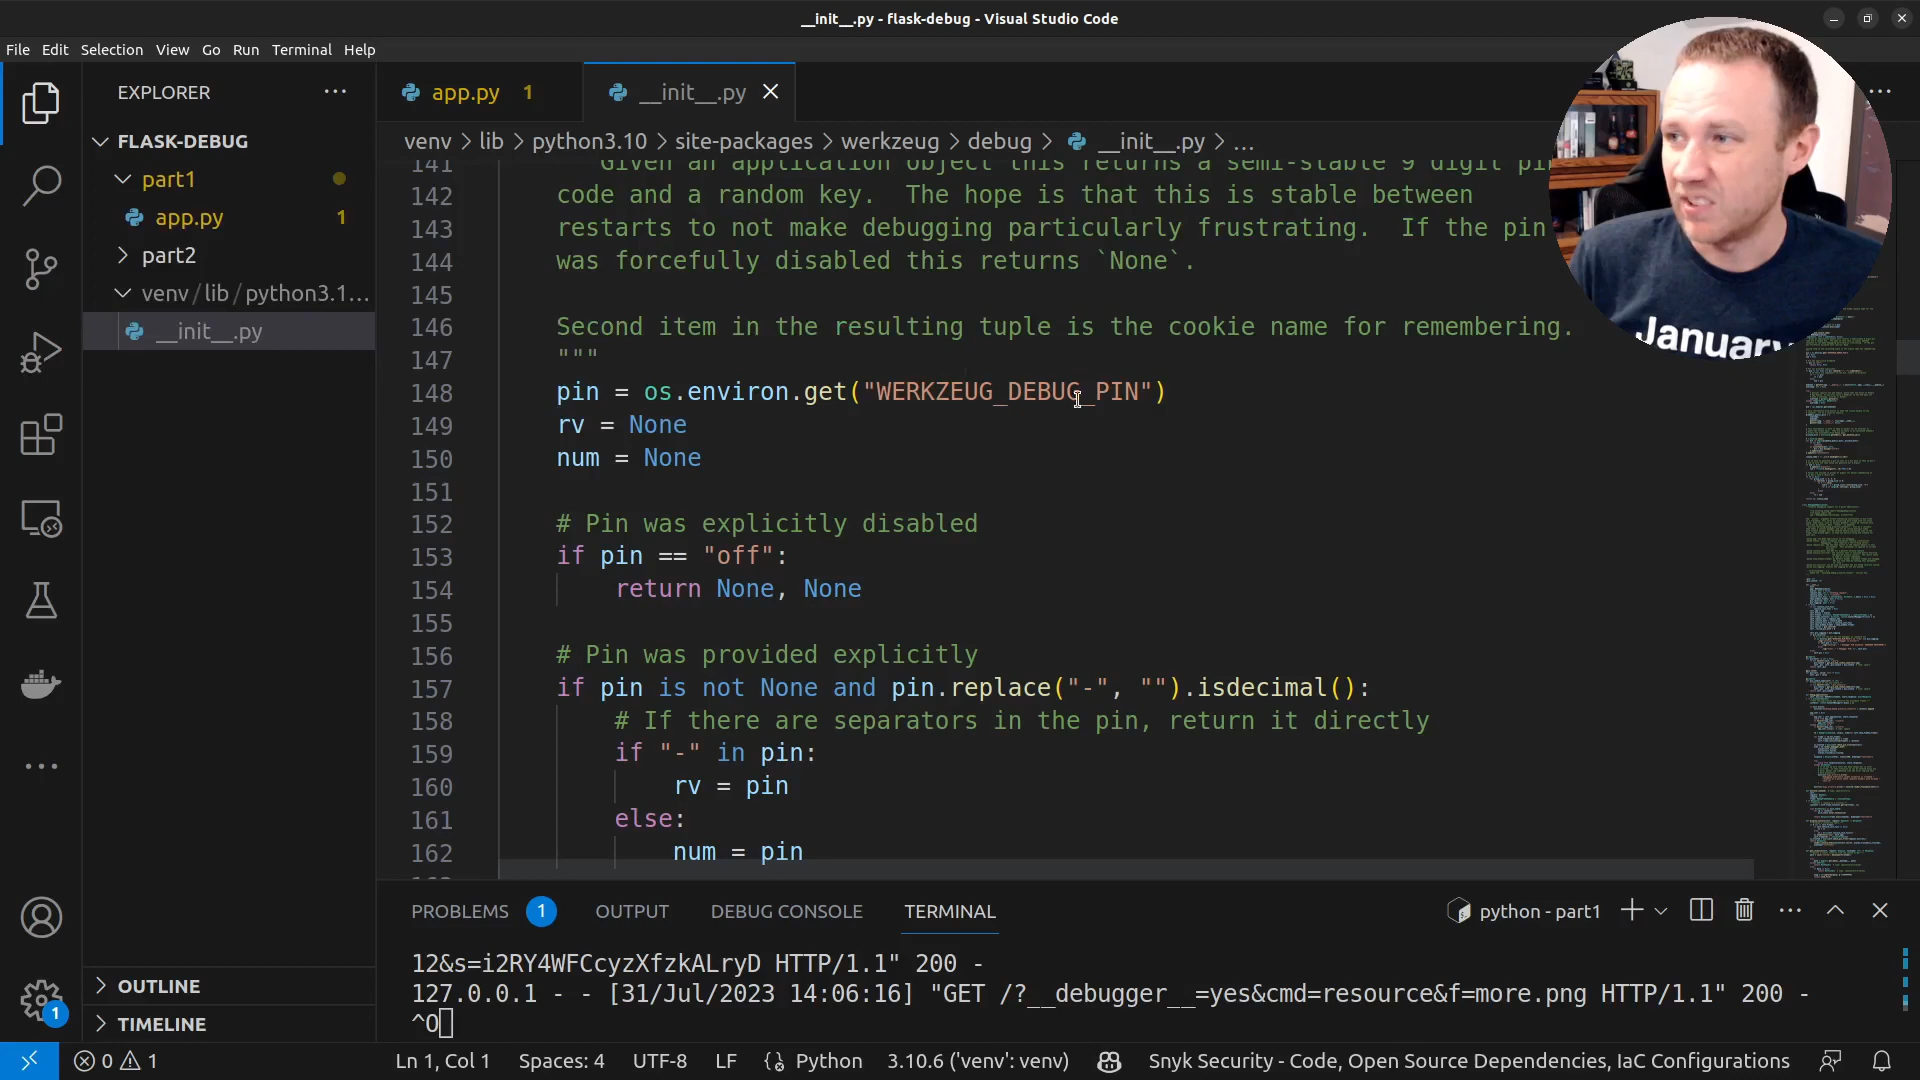 __init__.py - flask-debug - Visual Studio Code
File Edit Selection View Go Run Terminal Help
EXPLORER
FLASK-DEBUG
part1
app.py 1
part2
venv/lib/python3.1...
__init__.py
OUTLINE
TIMELINE
app.py 1
__init__.py
venv > lib > python3.10 > site-packages > werkzeug > debug > __init__.py > ...
141 Given an application object this returns a semi-stable 9 digit pin
142 code and a random key.  The hope is that this is stable between
143 restarts to not make debugging particularly frustrating.  If the pin
144 was forcefully disabled this returns `None`.
145
146 Second item in the resulting tuple is the cookie name for remembering.
147 """
148 pin = os.environ.get("WERKZEUG_DEBUG_PIN")
149 rv = None
150 num = None
151
152 # Pin was explicitly disabled
153 if pin == "off":
154 return None, None
155
156 # Pin was provided explicitly
157 if pin is not None and pin.replace("-", "").isdecimal():
158 # If there are separators in the pin, return it directly
159 if "-" in pin:
160 rv = pin
161 else:
162 num = pin
January
PROBLEMS 1 OUTPUT DEBUG CONSOLE TERMINAL python - part1
12&s=i2RY4WFCcyzXfzkALryD HTTP/1.1" 200 -
127.0.0.1 - - [31/Jul/2023 14:06:16] "GET /?__debugger__=yes&cmd=resource&f=more.png HTTP/1.1" 200 -
^O
1
0 1 Ln 1, Col 1 Spaces: 4 UTF-8 LF Python 3.10.6 ('venv': venv) Snyk Security - Code, Open Source Dependencies, IaC Configurations